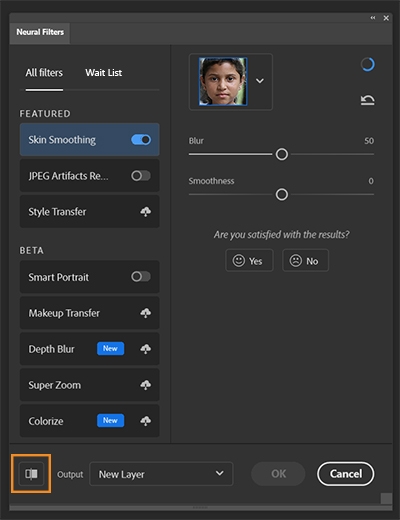 Neural Filters
All filters
Wait List
FEATURED
Skin Smoothing
JPEG Artifacts Re...
Style Transfer
BETA
Smart Portrait
Makeup Transfer
Depth Blur New
Super Zoom
Colorize New
Blur 50
Smoothness 0
Are you satisfied with the results?
Yes
No
Output New Layer
OK
Cancel